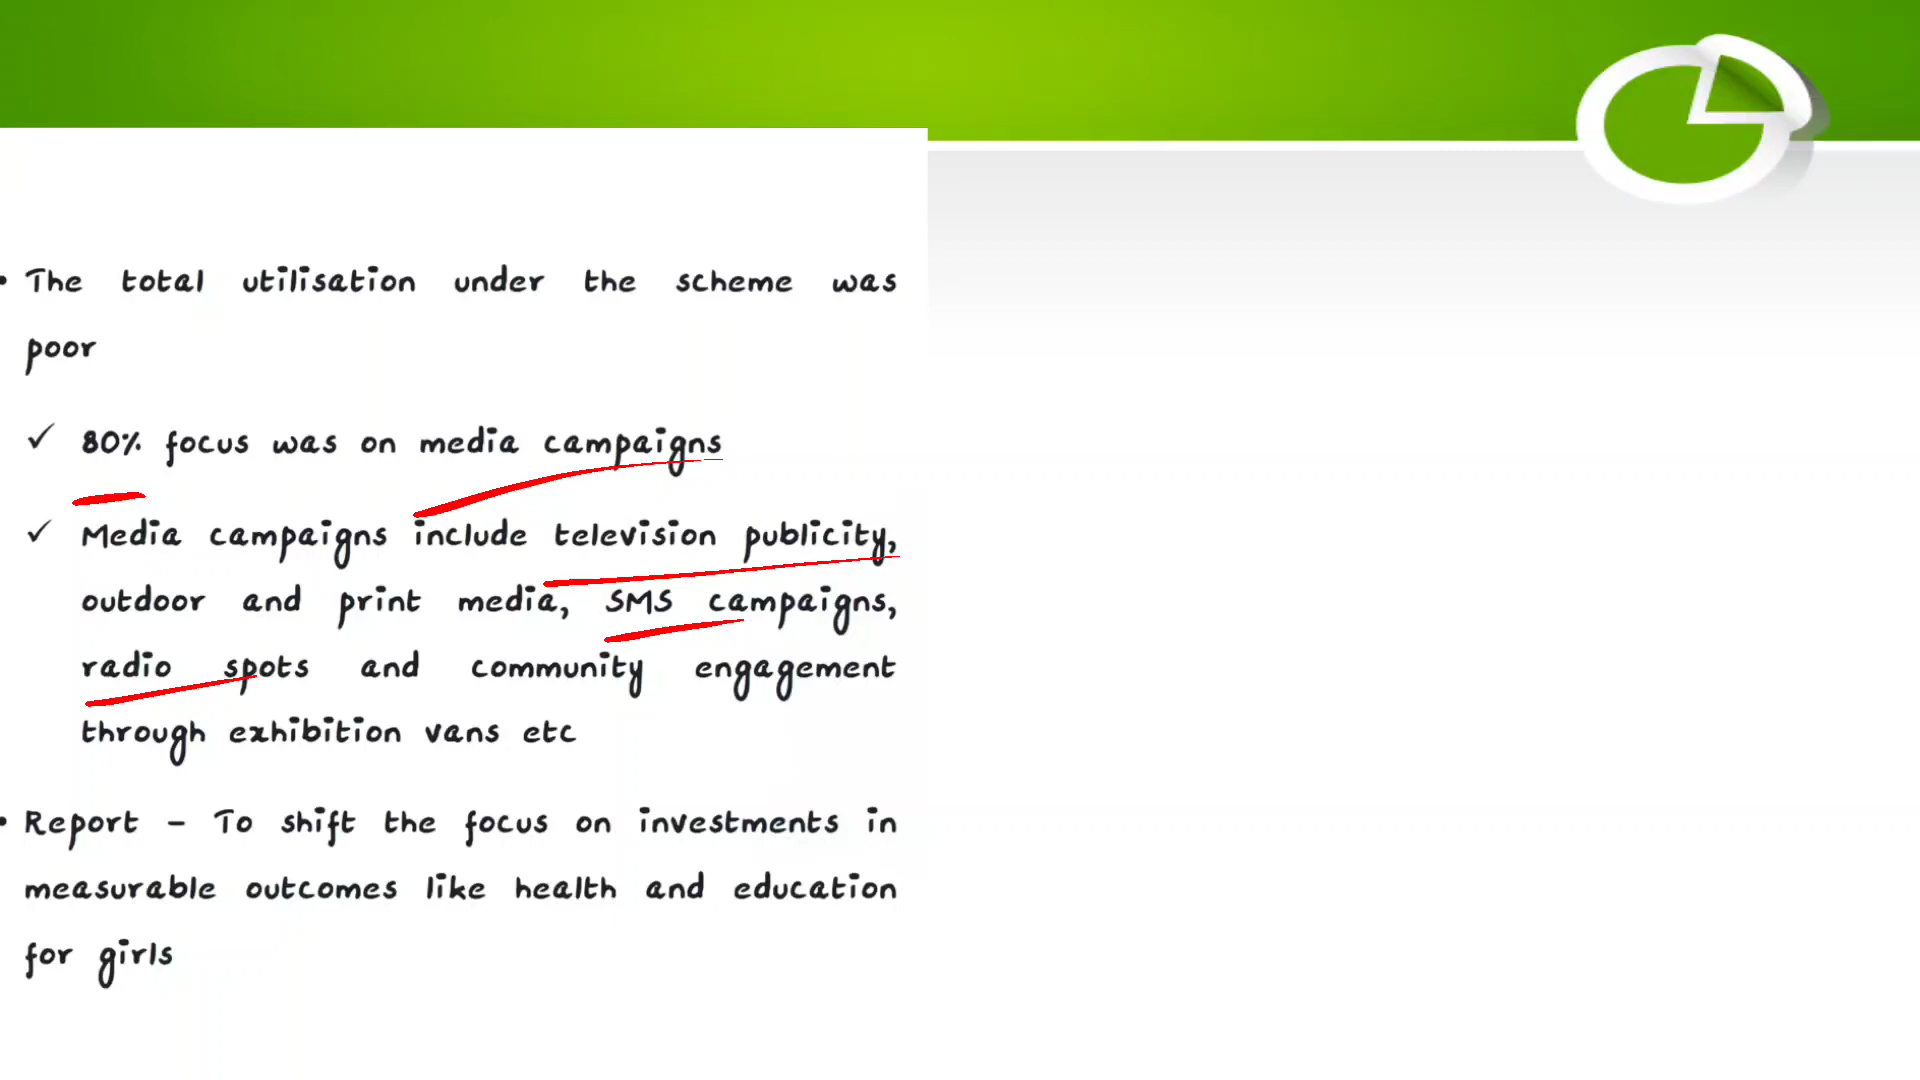 • The total utilisation under the scheme was
poor
✓ 80% focus was on media campaigns
✓ Media campaigns include television publicity,
outdoor and print media, SMS campaigns,
radio spots and community engagement
through exhibition vans etc
• Report - To shift the focus on investments in
measurable outcomes like health and education
for girls